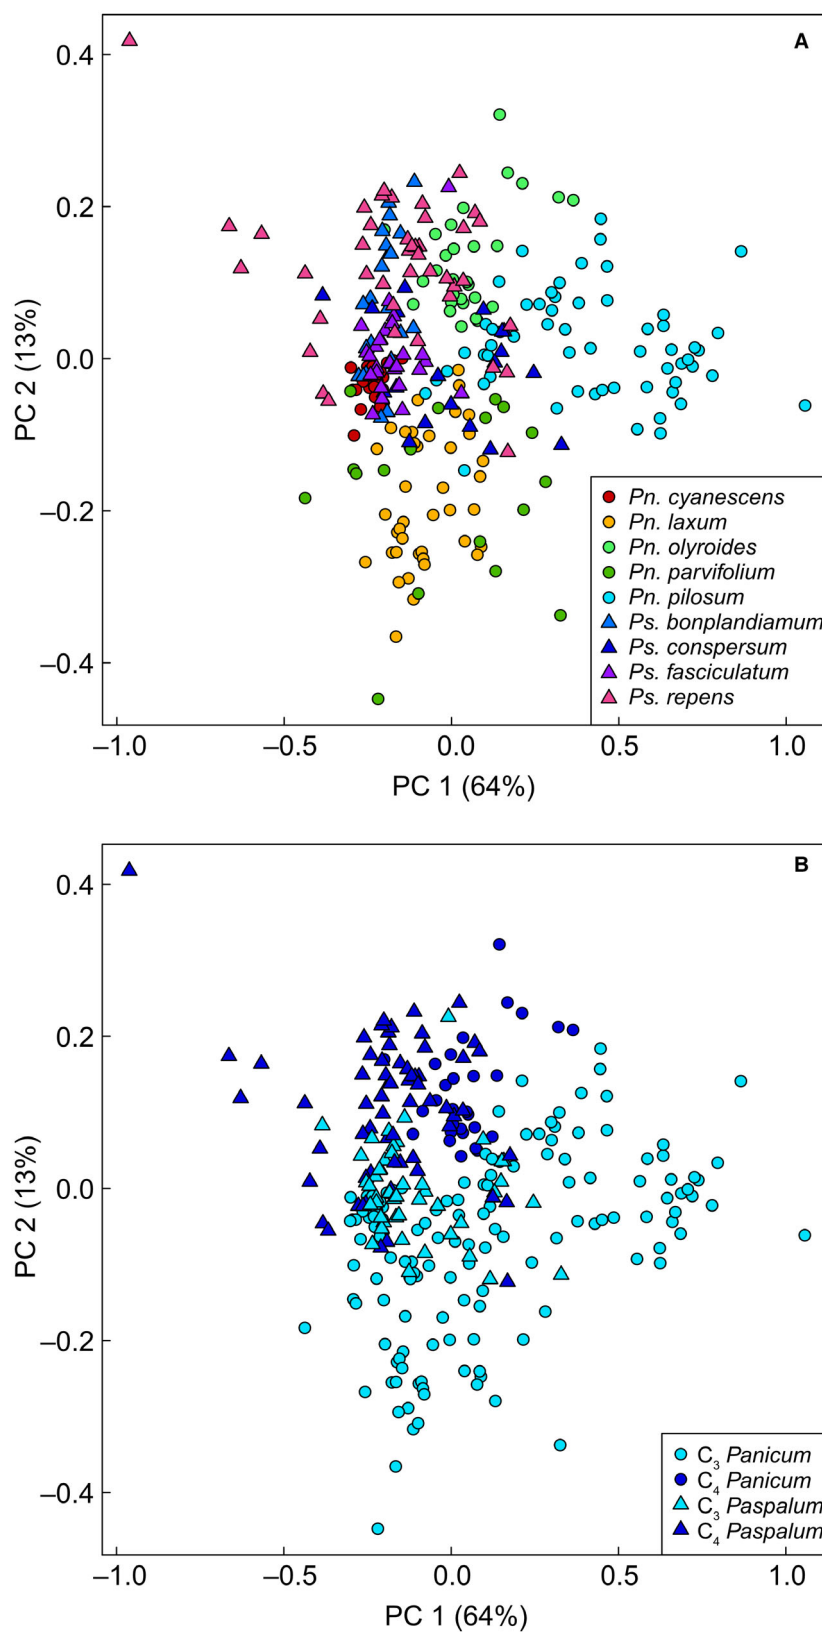 A
0.4
0.2
0.0
−0.2
−0.4
PC 2 (13%)
Pn. cyanescens
Pn. laxum
Pn. olyroides
Pn. parvifolium
Pn. pilosum
Ps. bonplandiamum
Ps. conspersum
Ps. fasciculatum
Ps. repens
−1.0 −0.5 0.0 0.5 1.0
PC 1 (64%)
B
0.4
0.2
0.0
−0.2
−0.4
PC 2 (13%)
C3 Panicum
C4 Panicum
C3 Paspalum
C4 Paspalum
−1.0 −0.5 0.0 0.5 1.0
PC 1 (64%)